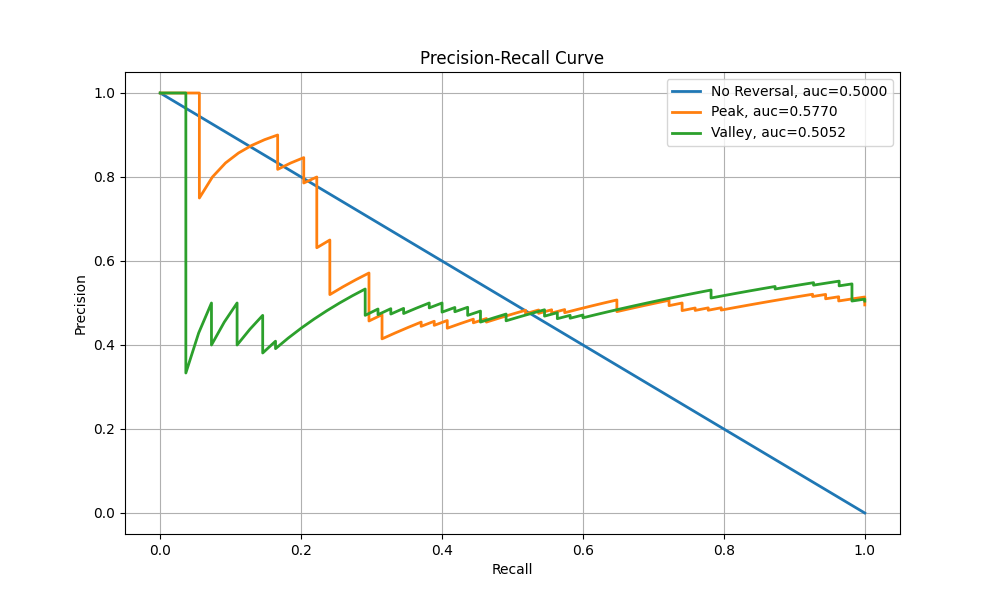 Precision-Recall Curve
No Reversal, auc=0.5000
Peak, auc=0.5770
Valley, auc=0.5052
Precision
1.0
0.8
0.6
0.4
0.2
0.0
0.0 0.2 0.4 0.6 0.8 1.0
Recall